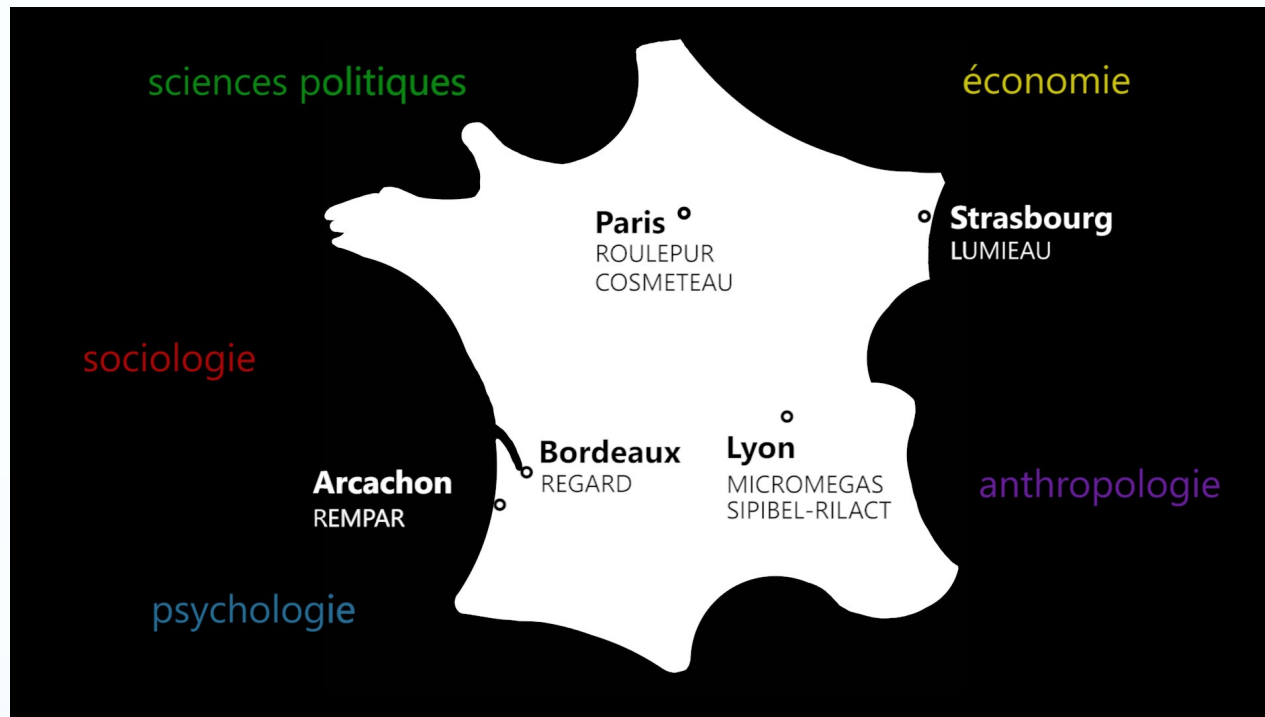 sciences politiques
économie
Paris
ROULEPUR
COSMETEAU
Strasbourg
LUMIEAU
sociologie
Arcachon
REMPAR
Bordeaux
REGARD
Lyon
MICROMEGAS
SIPIBEL-RILACT
anthropologie
psychologie